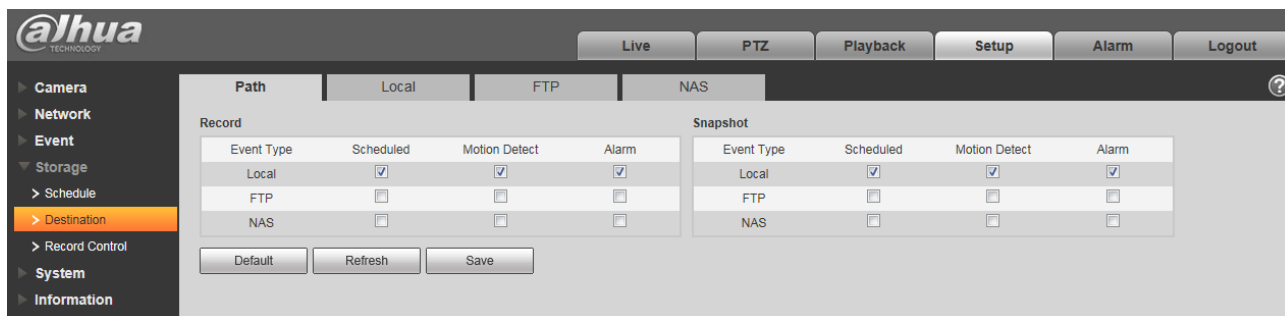 alhua
TECHNOLOGY
Live PTZ Playback Setup Alarm Logout
Camera
Network
Event
Storage
> Schedule
> Destination
> Record Control
System
Information
Path Local FTP NAS
?
Record
Event Type Scheduled Motion Detect Alarm
Local
FTP
NAS
Snapshot
Event Type Scheduled Motion Detect Alarm
Local
FTP
NAS
Default Refresh Save